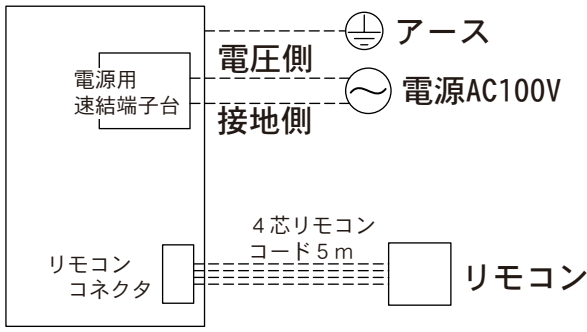 アース
電圧側
電源用
速結端子台
電源AC100V
接地側
4芯リモコン
コード5m
リモコン
コネクタ
リモコン